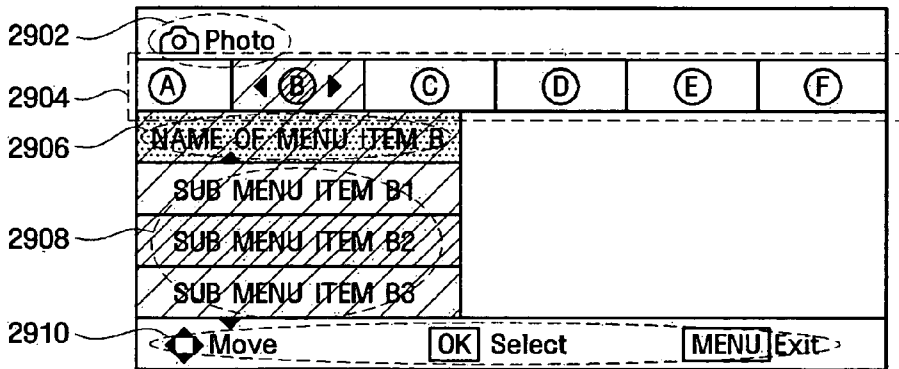 2902
Photo
2904
A B C D E F
2906
NAME OF MENU ITEM B
SUB MENU ITEM B1
2908
SUB MENU ITEM B2
SUB MENU ITEM B3
2910
Move OK Select MENU Exit